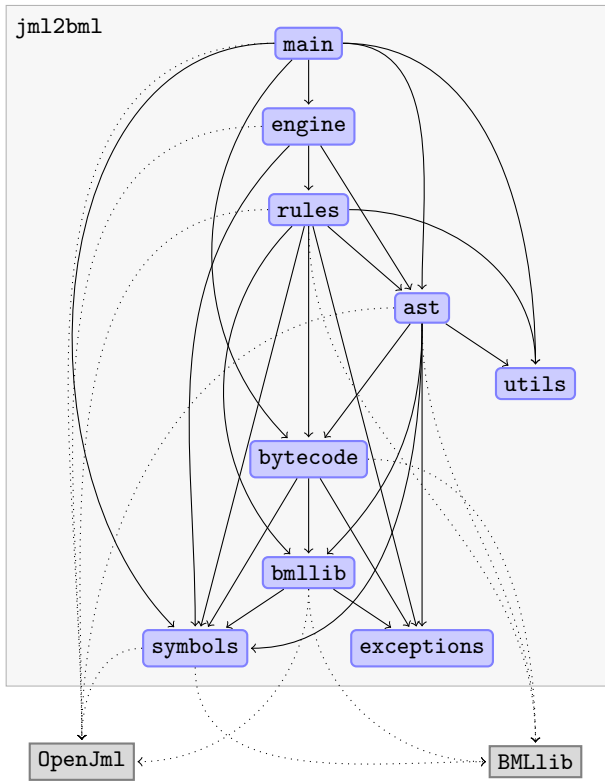 jml2bml
main
engine
rules
ast
utils
bytecode
bmllib
symbols
exceptions
OpenJml
BMLlib